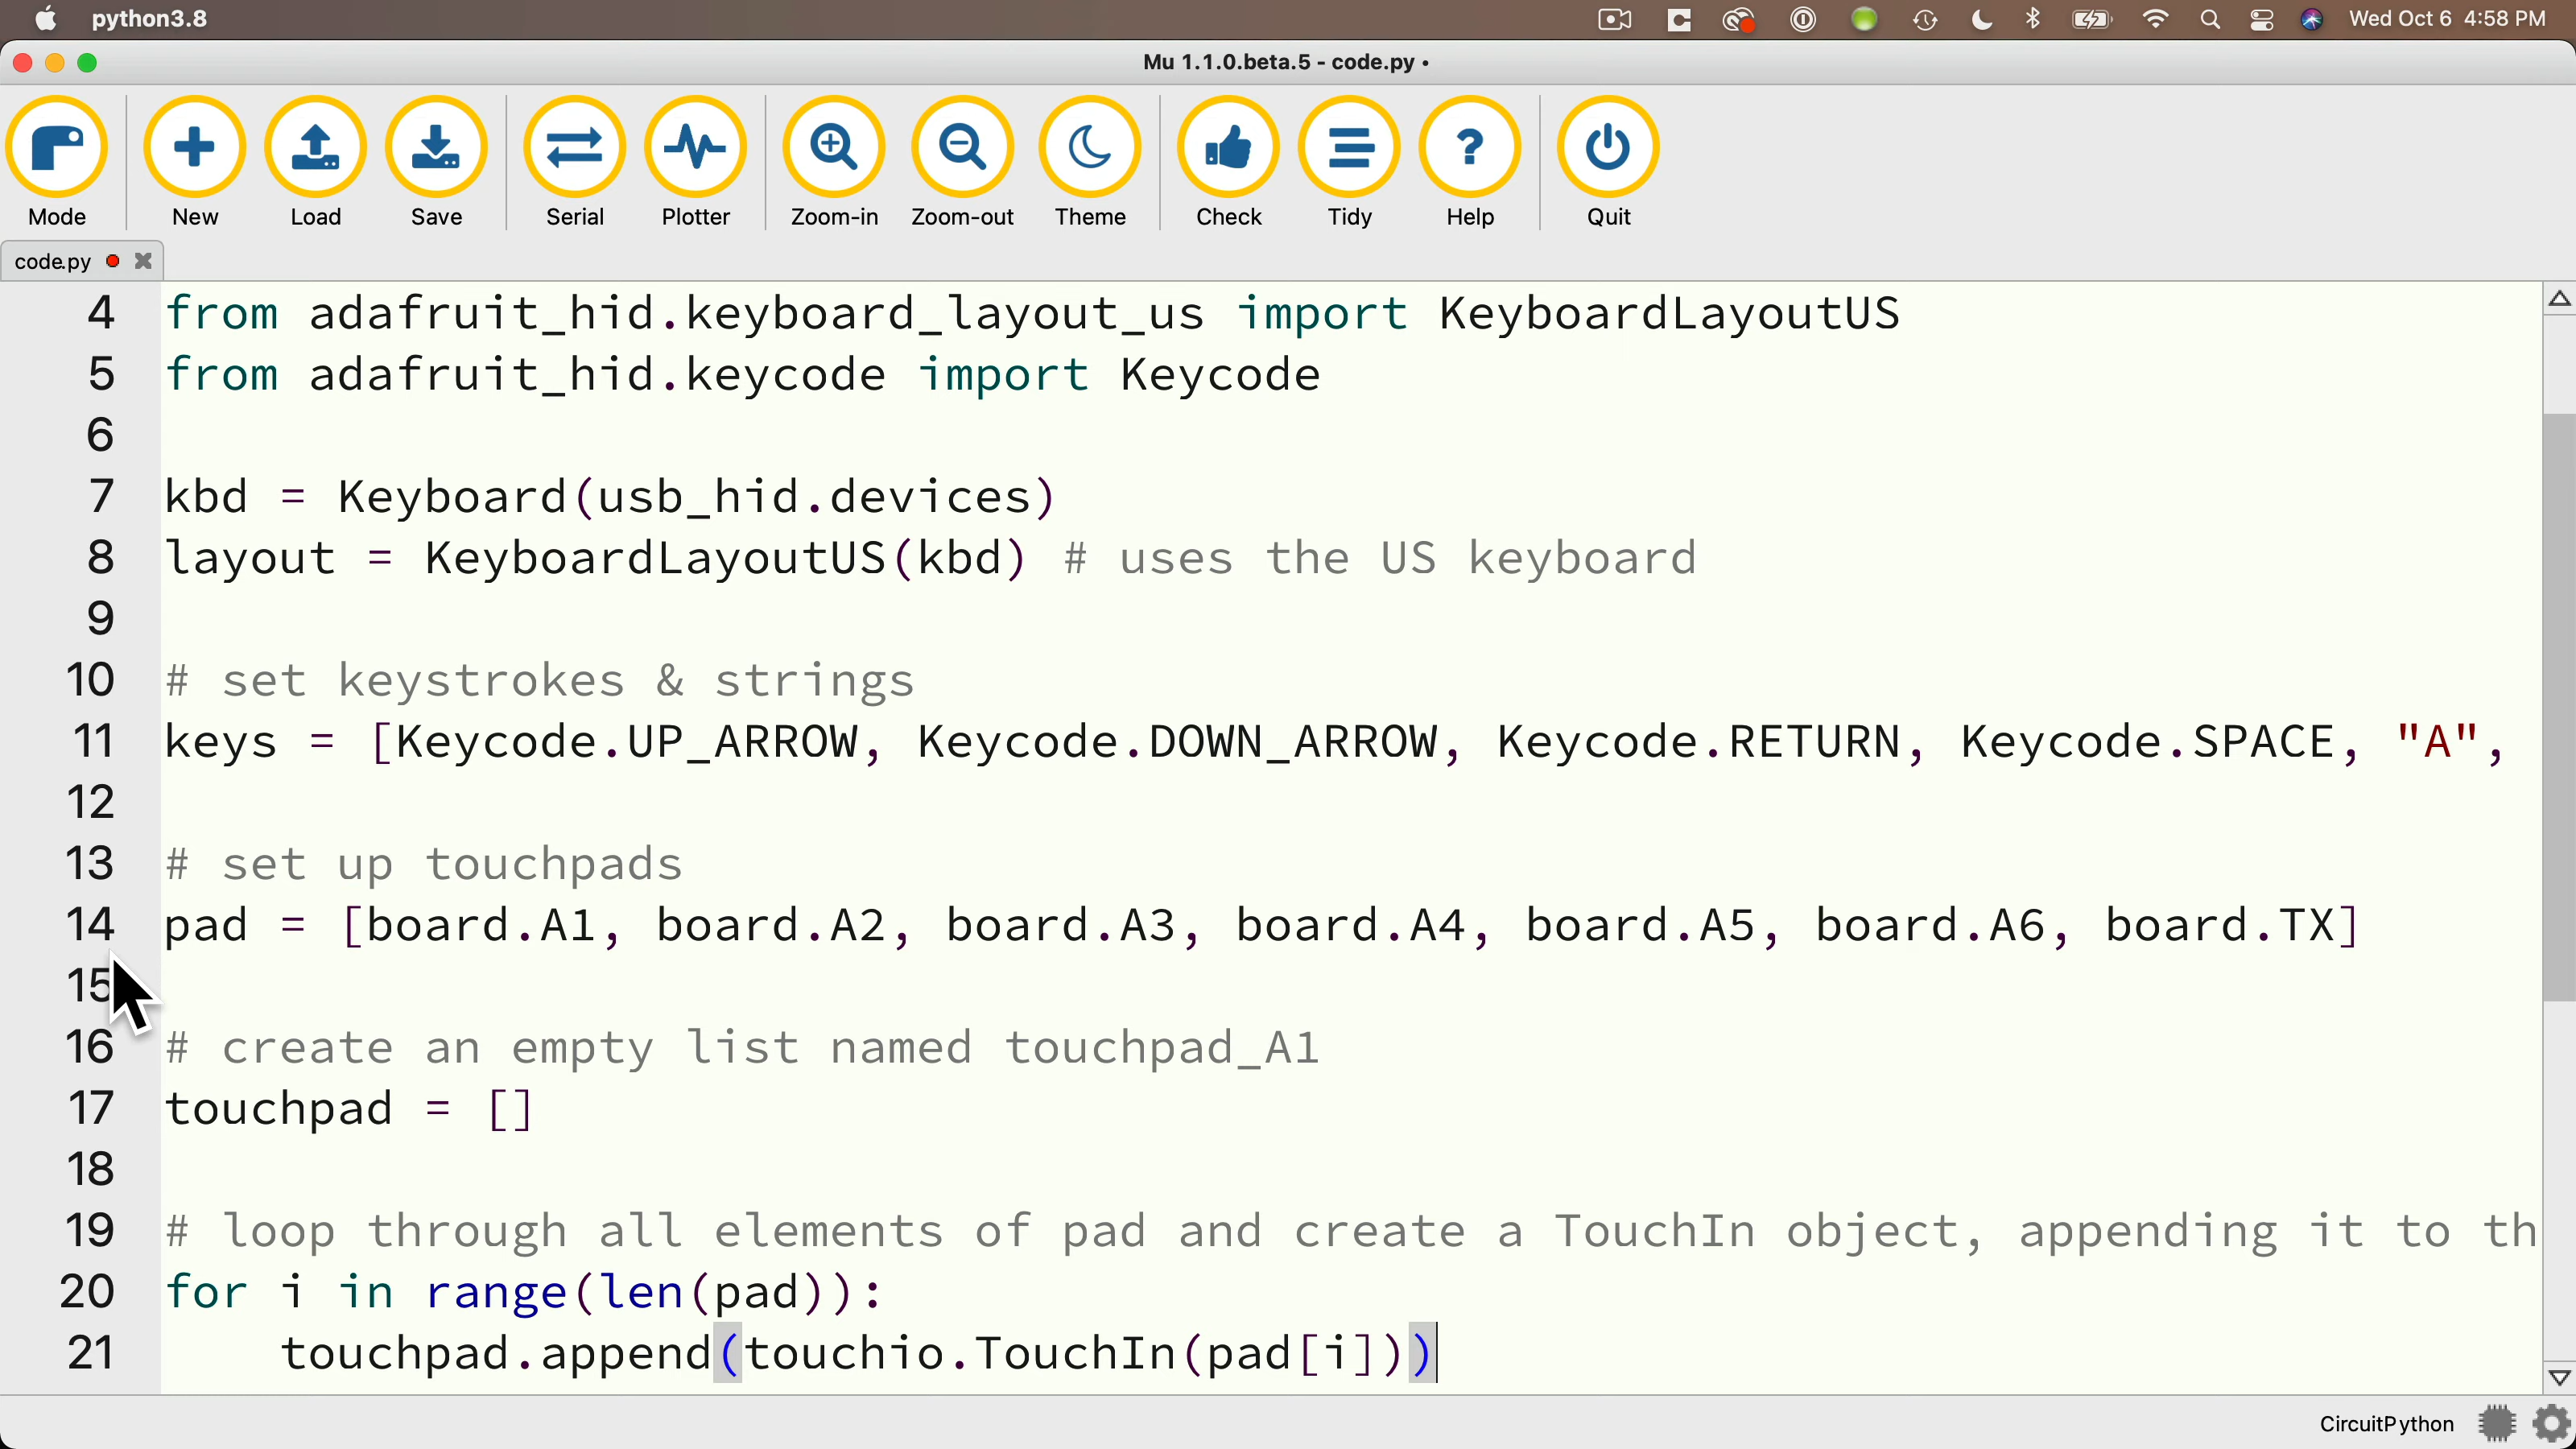 python3.8
Wed Oct 6 4:58 PM
Mu 1.1.0.beta.5 - code.py •
Mode New Load Save Serial Plotter Zoom-in Zoom-out Theme Check Tidy Help Quit
code.py
4 from adafruit_hid.keyboard_layout_us import KeyboardLayoutUS
5 from adafruit_hid.keycode import Keycode
6
7 kbd = Keyboard(usb_hid.devices)
8 layout = KeyboardLayoutUS(kbd) # uses the US keyboard
9
10 # set keystrokes & strings
11 keys = [Keycode.UP_ARROW, Keycode.DOWN_ARROW, Keycode.RETURN, Keycode.SPACE, "A",
12
13 # set up touchpads
14 pad = [board.A1, board.A2, board.A3, board.A4, board.A5, board.A6, board.TX]
15
16 # create an empty list named touchpad_A1
17 touchpad = []
18
19 # loop through all elements of pad and create a TouchIn object, appending it to th
20 for i in range(len(pad)):
21     touchpad.append(touchio.TouchIn(pad[i]))
CircuitPython